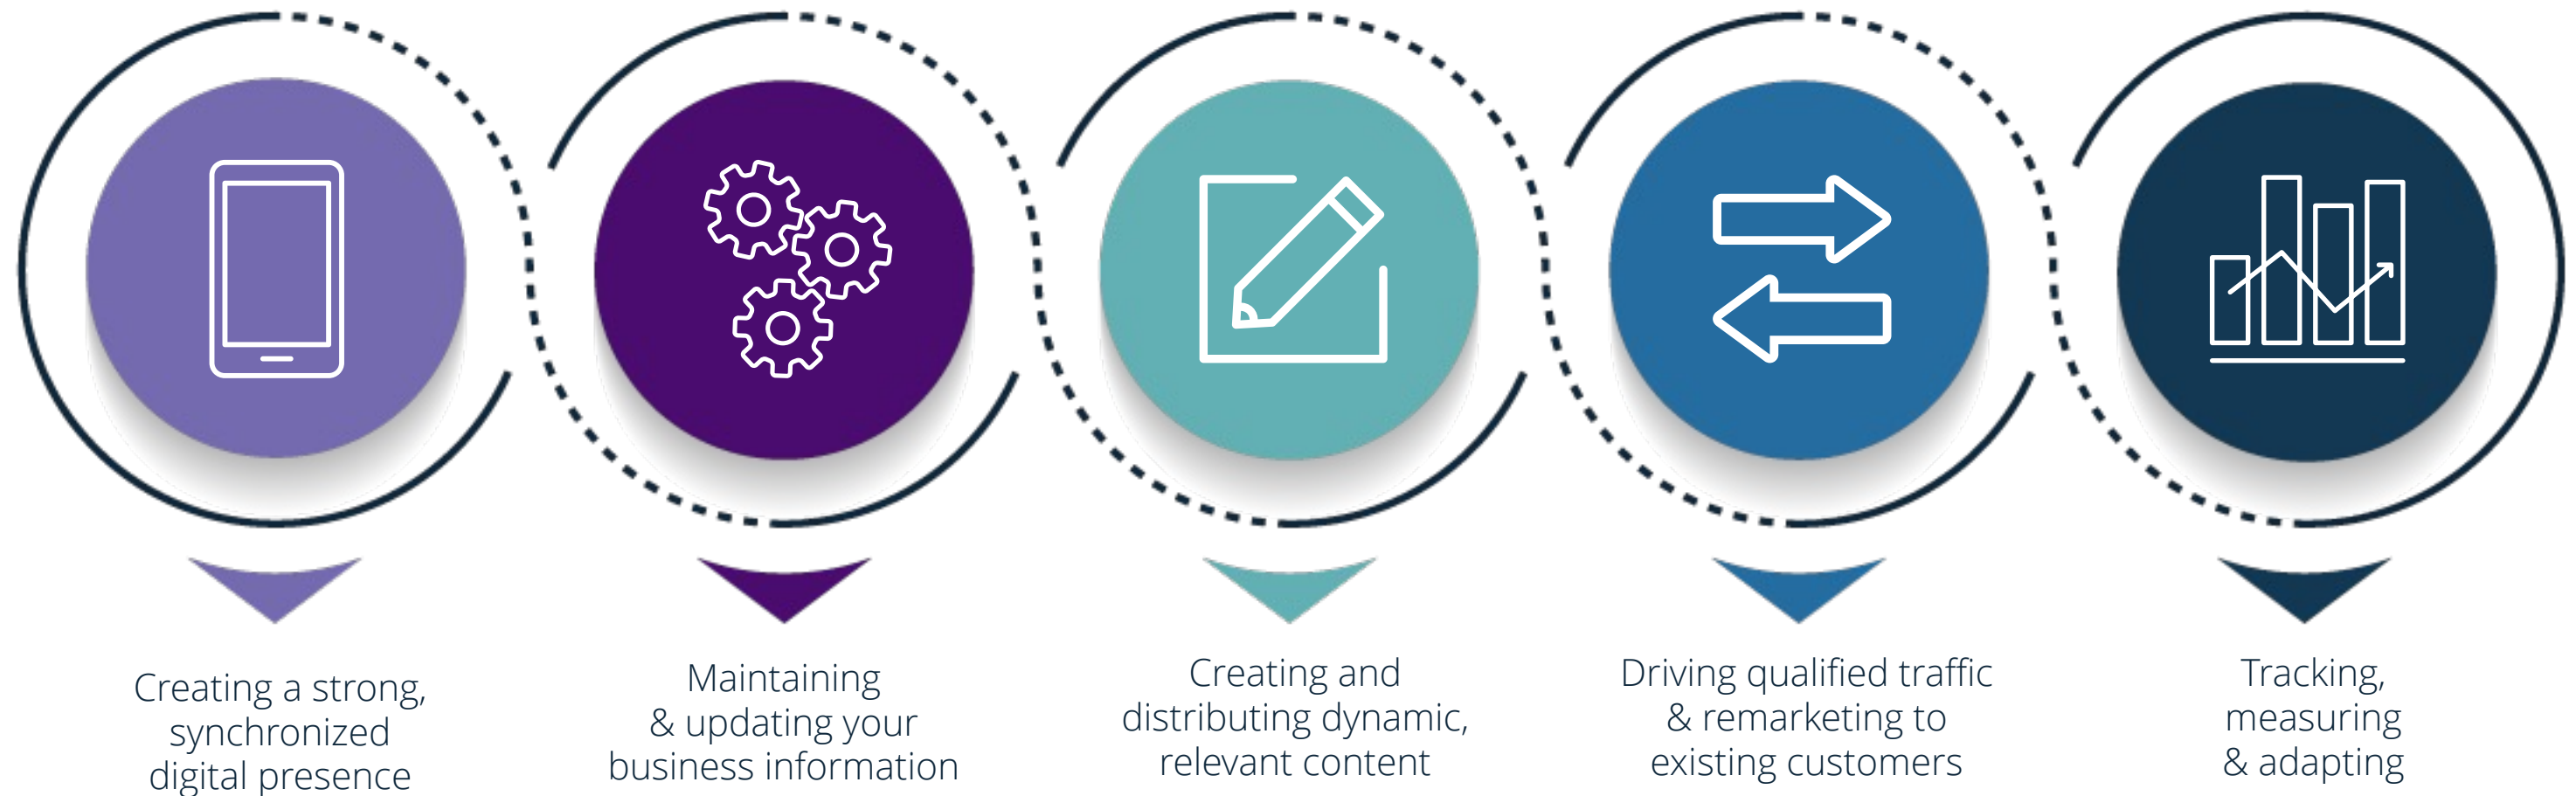 Creating a strong,
synchronized
digital presence
Maintaining
& updating your
business information
Creating and
distributing dynamic,
relevant content
Driving qualified traffic
& remarketing to
existing customers
Tracking,
measuring
& adapting